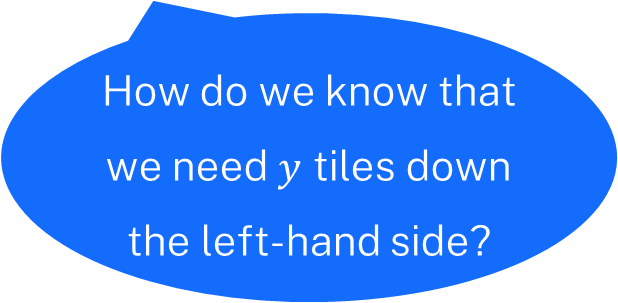 How do we know that
we need y tiles down
the left-hand side?